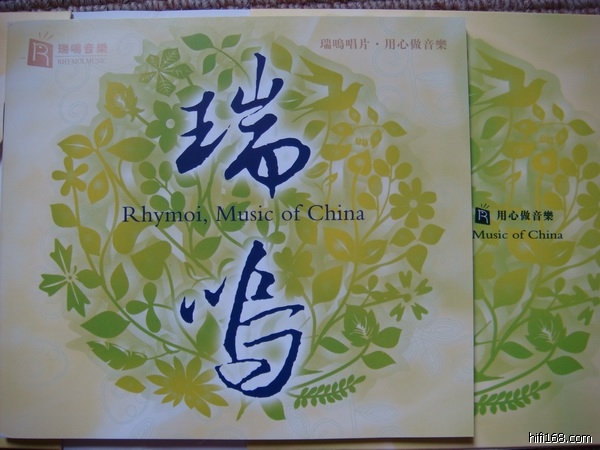 瑞鳴音樂
RHYMOI MUSIC
瑞鳴唱片·用心做音樂
瑞
Rhymoi, Music of China
鸣
R 用心做音樂
Music of China
hifi168.com